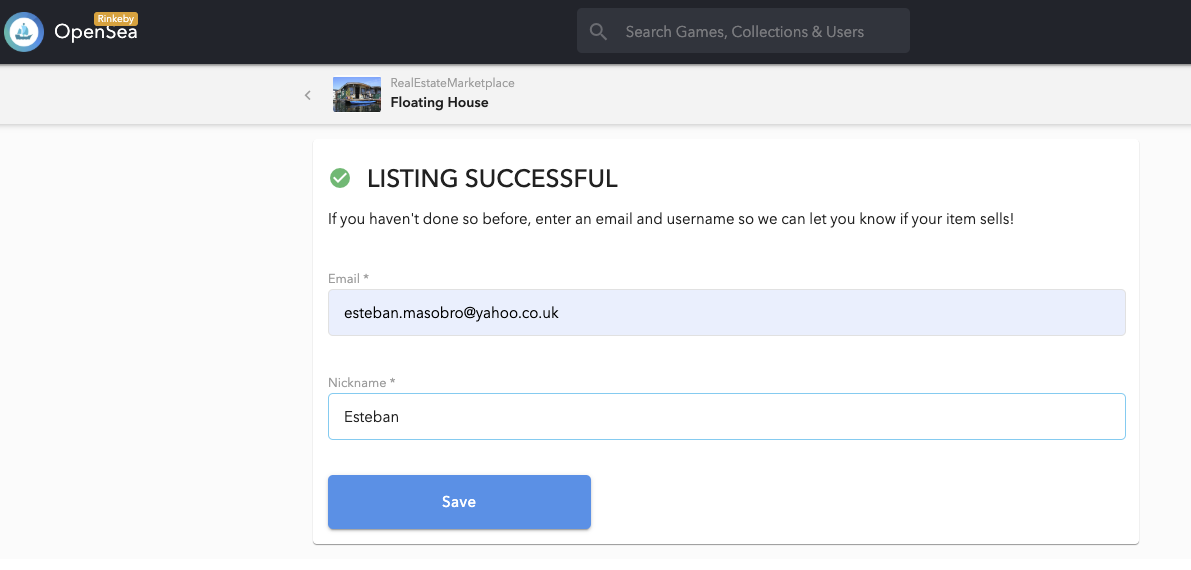 Rinkeby
OpenSea
Search Games, Collections & Users
RealEstateMarketplace
Floating House
LISTING SUCCESSFUL
If you haven't done so before, enter an email and username so we can let you know if your item sells!
Email *
esteban.masobro@yahoo.co.uk
Nickname *
Esteban
Save